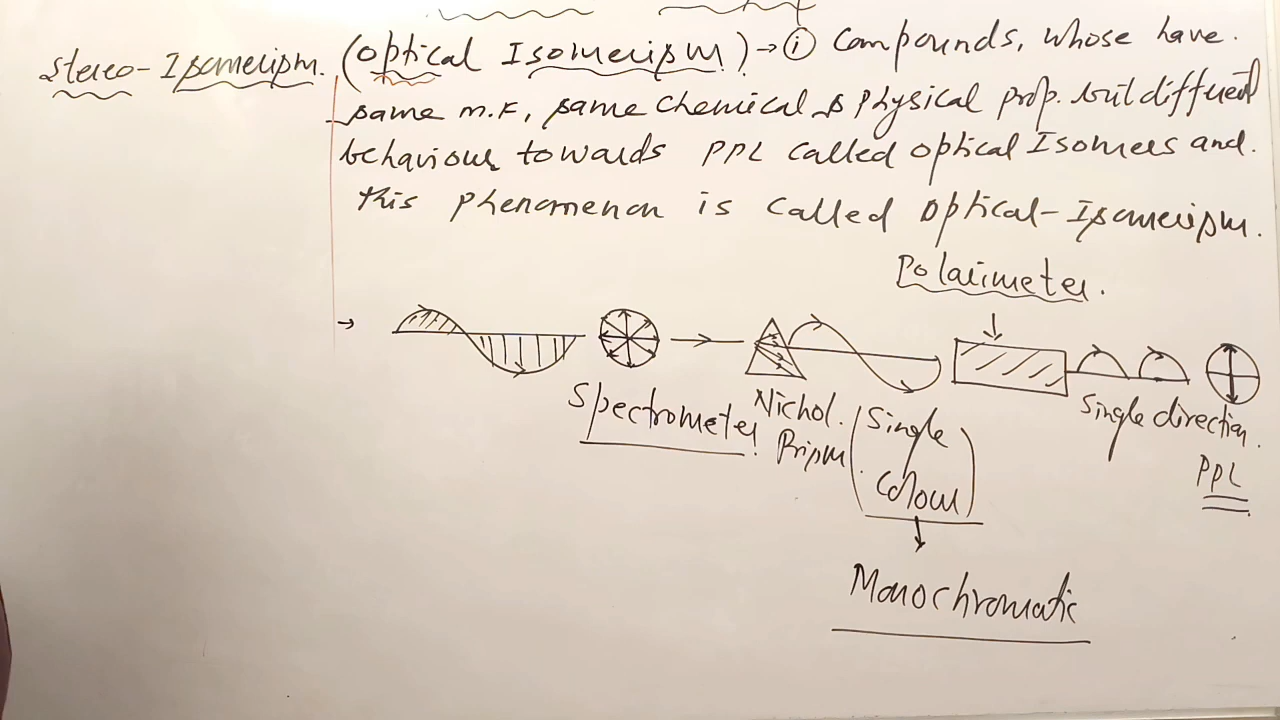 Stereo-Isomerism. (Optical Isomerism) → i Compounds, whose have.
same m.F, same chemical & physical prop. but different
behaviour towards PPL called optical Isomers and.
this phenomenon is called Optical-Isomerism.
Polarimeter.
→
Spectrometer.
Nichol.
Prism
(Single
Colour)
Single direction.
PPL
Monochromatic